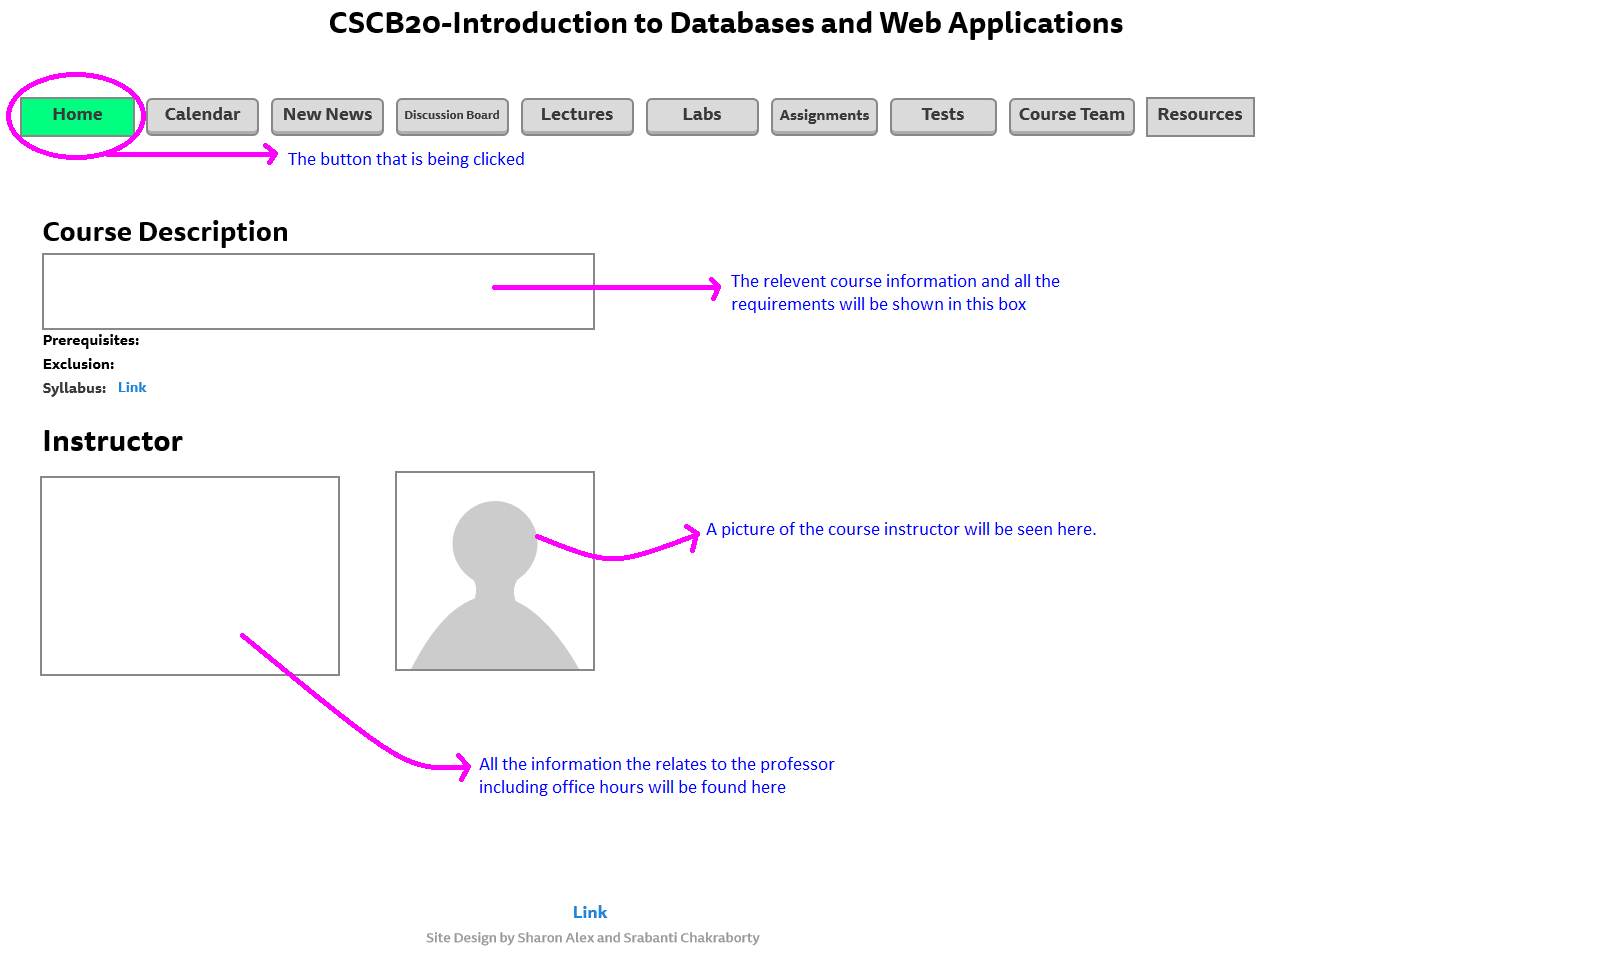 CSCB20-Introduction to Databases and Web Applications
Home Calendar New News Discussion Board Lectures Labs Assignments Tests Course Team Resources
The button that is being clicked
Course Description
The relevent course information and all the
requirements will be shown in this box
Prerequisites:
Exclusion:
Syllabus: Link
Instructor
A picture of the course instructor will be seen here.
All the information the relates to the professor
including office hours will be found here
Link
Site Design by Sharon Alex and Srabanti Chakraborty